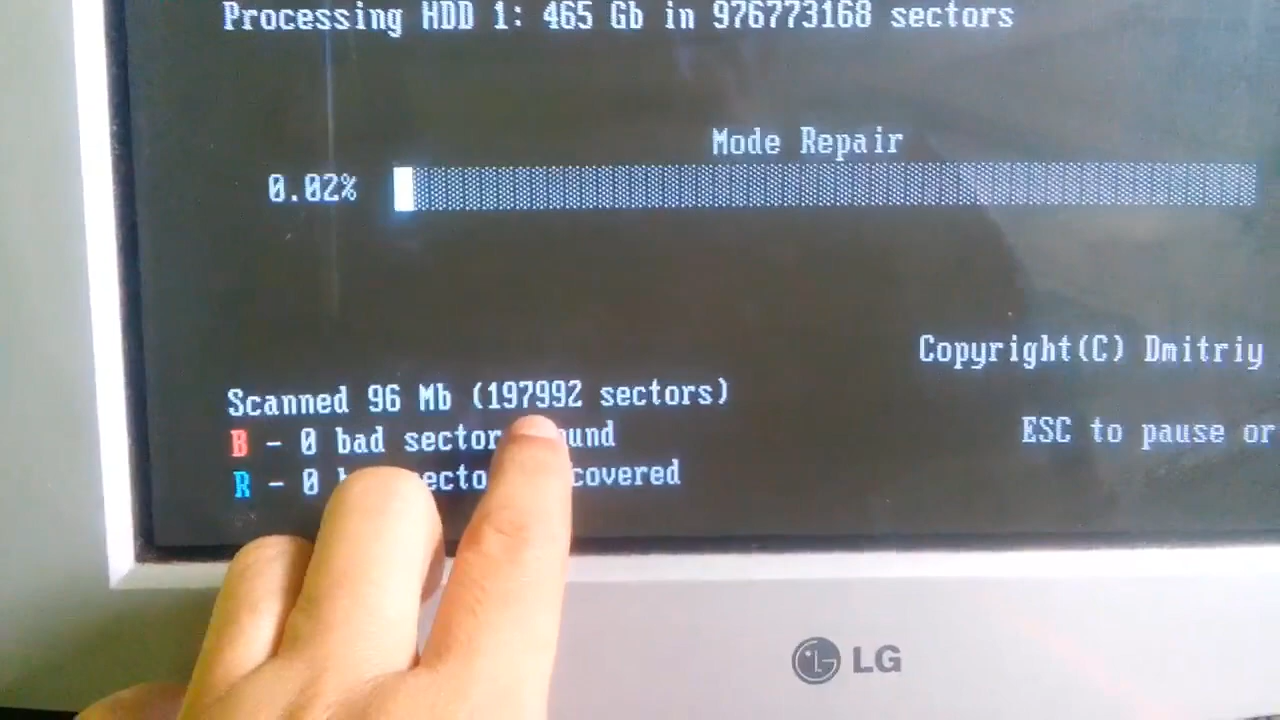 Processing HDD 1: 465 Gb in 976773168 sectors
Mode Repair
0.02%
Copyright(C) Dmitriy
Scanned 96 Mb (197992 sectors)
B - 0 bad sector
ESC to pause or
R - 0
LG